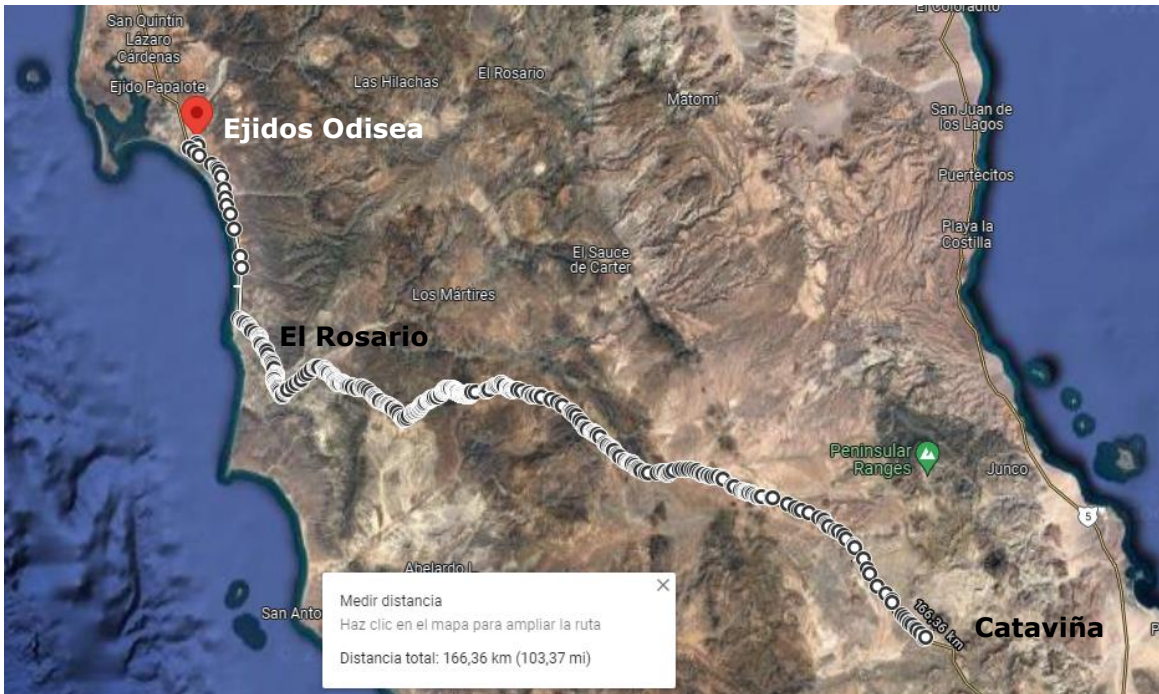 El Coloradito
San Quintín
Lázaro
Cárdenas
Ejido Papalote
Las Hilachas
El Rosario
Matomí
San Juan de
los Lagos
Ejidos Odisea
Puertecitos
Playa la
Costilla
El Sauce
de Carter
Los Mártires
El Rosario
Peninsular
Ranges
Junco
5
Abelardo L.
San Anto
166,36 km
Cataviña
P
Medir distancia
Haz clic en el mapa para ampliar la ruta
Distancia total: 166,36 km (103,37 mi)